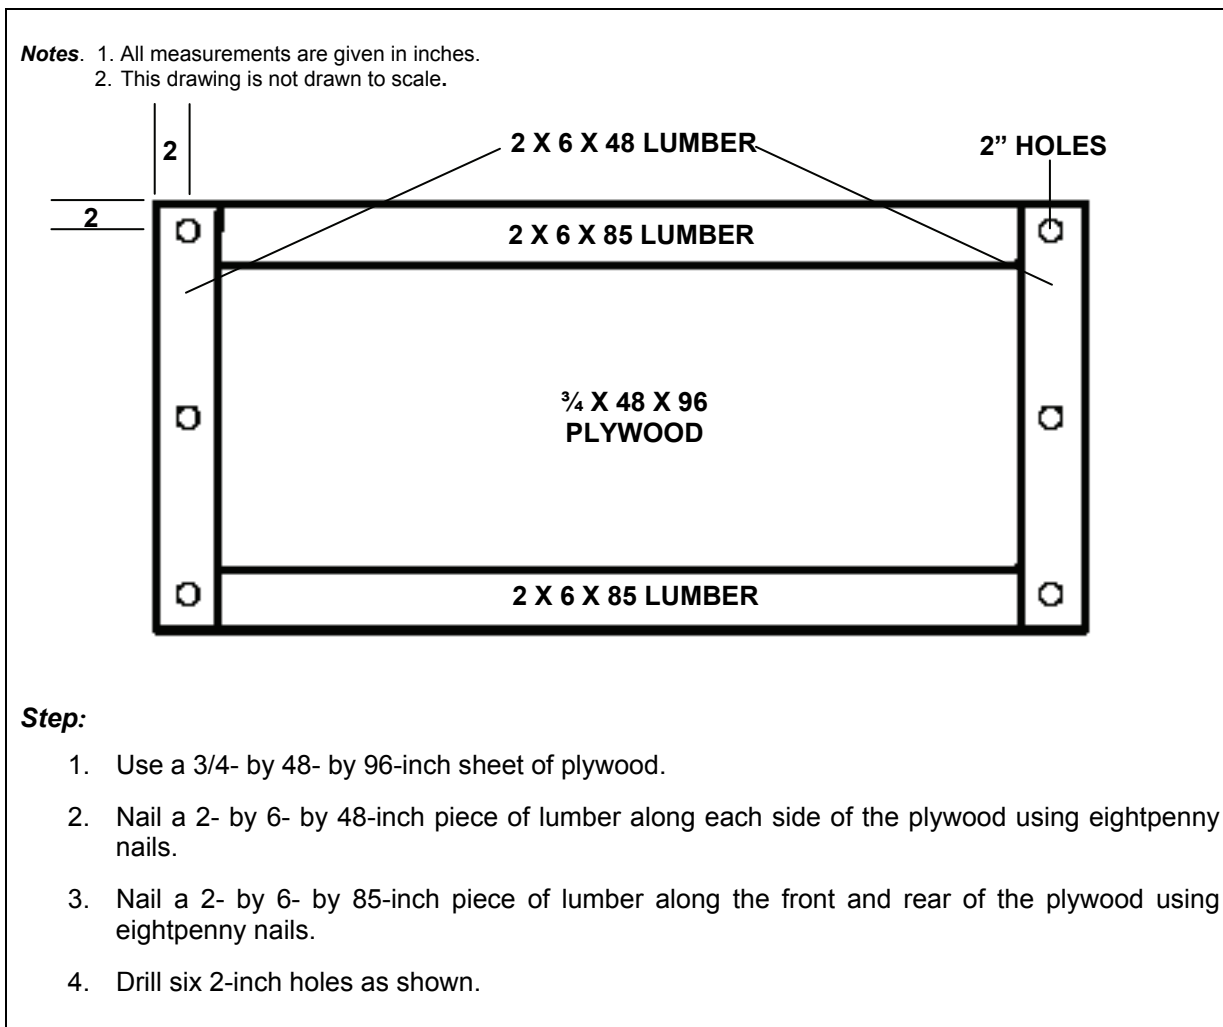 Notes. 1. All measurements are given in inches.
2. This drawing is not drawn to scale.
2
2 X 6 X 48 LUMBER
2” HOLES
2
2 X 6 X 85 LUMBER
¾ X 48 X 96
PLYWOOD
2 X 6 X 85 LUMBER
Step:
1. Use a 3/4- by 48- by 96-inch sheet of plywood.
2. Nail a 2- by 6- by 48-inch piece of lumber along each side of the plywood using eightpenny
nails.
3. Nail a 2- by 6- by 85-inch piece of lumber along the front and rear of the plywood using
eightpenny nails.
4. Drill six 2-inch holes as shown.